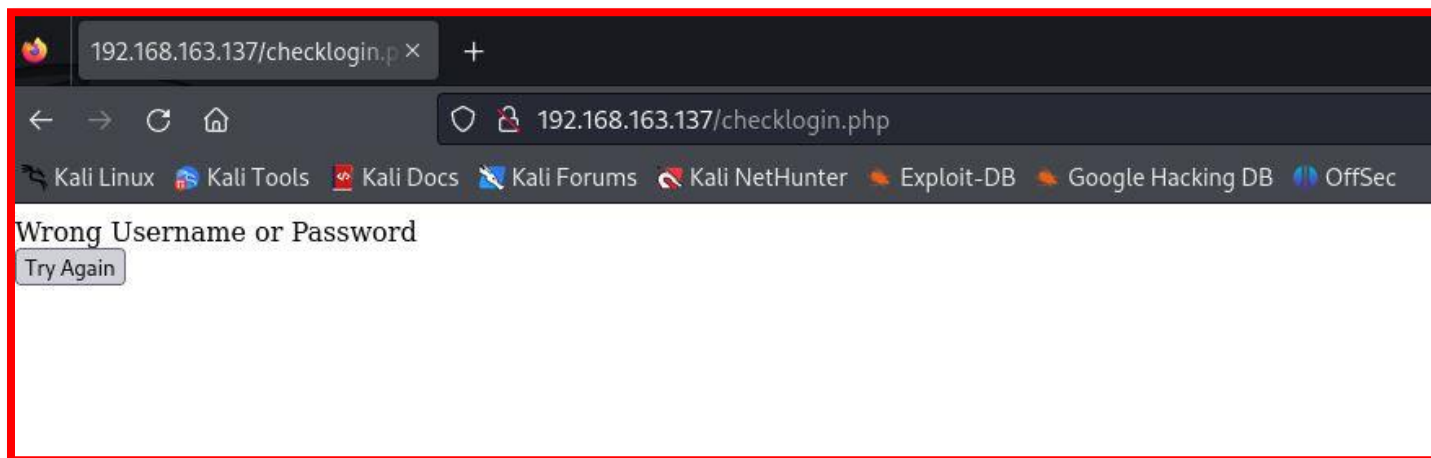 192.168.163.137/checklogin.p
192.168.163.137/checklogin.php
Kali Linux Kali Tools Kali Docs Kali Forums Kali NetHunter Exploit-DB Google Hacking DB OffSec
Wrong Username or Password
Try Again